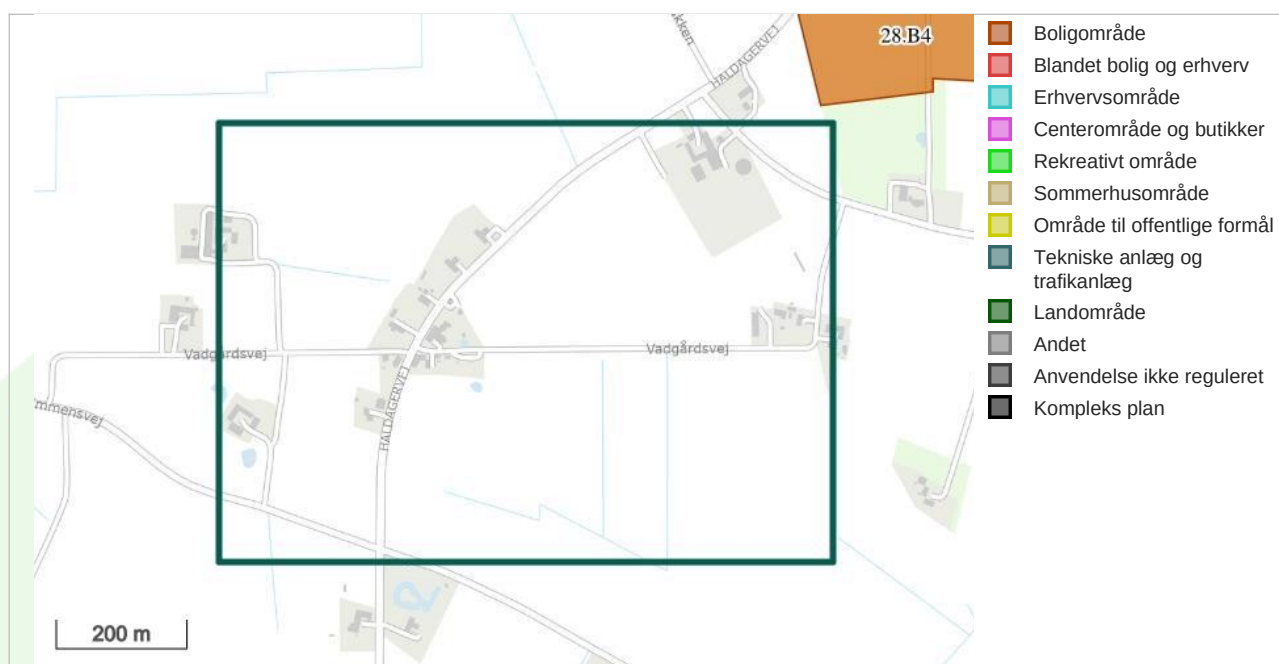 28.B4
HALDAGERVEJ
Vadgårdsvej
Vadgårdsvej
mmensvej
HALDAGERVEJ
200 m
Boligområde
Blandet bolig og erhverv
Erhvervsområde
Centerområde og butikker
Rekreativt område
Sommerhusområde
Område til offentlige formål
Tekniske anlæg og
trafikanlæg
Landområde
Andet
Anvendelse ikke reguleret
Kompleks plan